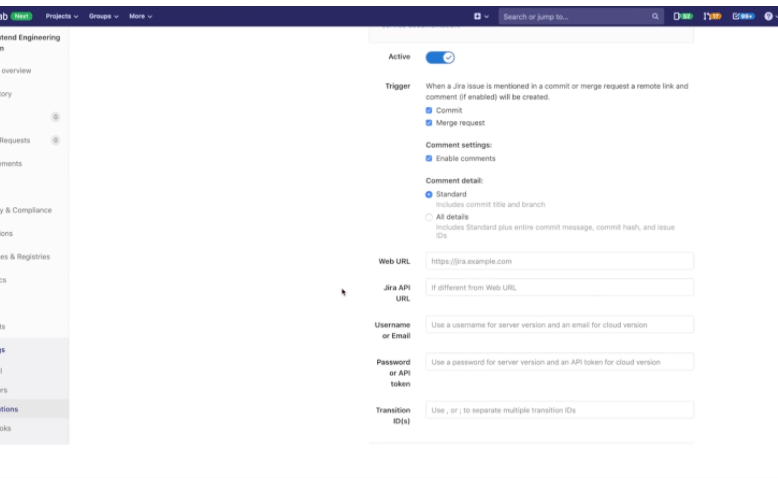 ab Next Projects Groups More Search or jump to... 99+
tend Engineering
m
overview
ory
0
Requests 0
ements
y & Compliance
ions
es & Registries
cs
ts
gs
l
rs
tions
oks
Active
Trigger When a Jira issue is mentioned in a commit or merge request a remote link and
comment (if enabled) will be created.
Commit
Merge request
Comment settings:
Enable comments
Comment detail:
Standard
Includes commit title and branch
All details
Includes Standard plus entire commit message, commit hash, and issue
IDs
Web URL https://jira.example.com
Jira API If different from Web URL
URL
Username Use a username for server version and an email for cloud version
or Email
Password Use a password for server version and an API token for cloud version
or API
token
Transition Use , or ; to separate multiple transition IDs
ID(s)